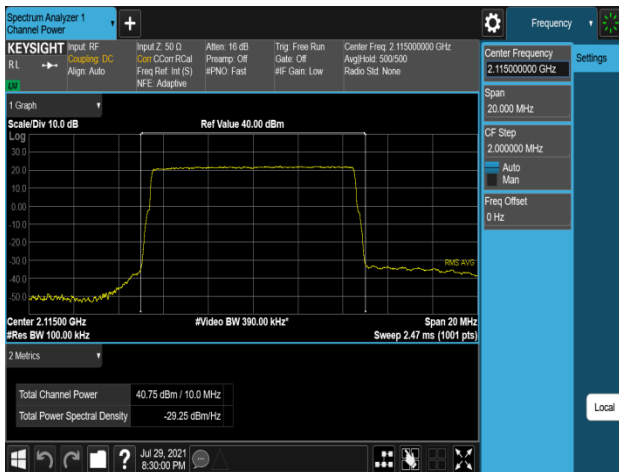 Spectrum Analyzer 1
Channel Power
+
Frequency
KEYSIGHT
RL
LXI
Input: RF
Coupling: DC
Align: Auto
Input Z: 50 Ω
Corr CCorr RCal
Freq Ref: Int (S)
NFE: Adaptive
Atten: 16 dB
Preamp: Off
#PNO: Fast
Trig: Free Run
Gate: Off
#IF Gain: Low
Center Freq: 2.115000000 GHz
Avg|Hold: 500/500
Radio Std: None
Center Frequency
2.115000000 GHz
Settings
Span
20.000 MHz
CF Step
2.000000 MHz
Auto
Man
Freq Offset
0 Hz
1 Graph
Scale/Div 10.0 dB
Ref Value 40.00 dBm
Log
30.0
20.0
10.0
0.00
-10.0
-20.0
-30.0
-40.0
-50.0
RMS AVG
Center 2.11500 GHz
#Video BW 390.00 kHz*
Span 20 MHz
#Res BW 100.00 kHz
Sweep 2.47 ms (1001 pts)
2 Metrics
Total Channel Power
40.75 dBm / 10.0 MHz
Total Power Spectral Density
-29.25 dBm/Hz
Local
?
Jul 29, 2021
8:30:00 PM